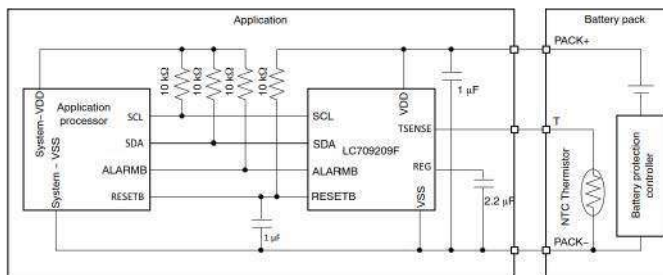 Application
Battery pack
PACK+
System-VDD
10 kΩ
10 kΩ
10 kΩ
10 kΩ
1 μF
Application
processor
VDD
SCL
SCL
TSENSE
T
SDA
SDA
LC709209F
ALARMB
ALARMB
REG
RESETB
RESETB
System - VSS
VSS
2.2 μF
1 μF
NTC Thermistor
Battery protection
controller
PACK-